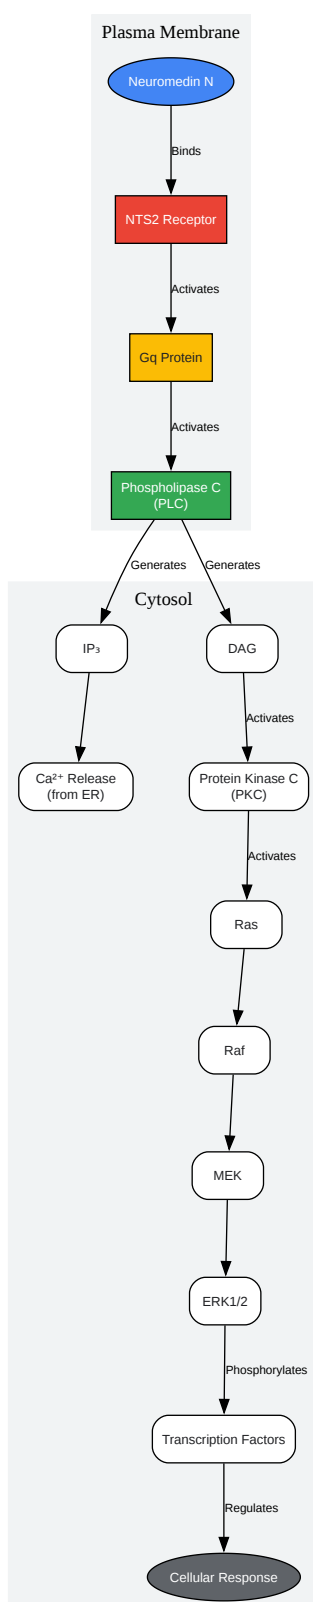 Plasma Membrane
Neuromedin N
Binds
NTS2 Receptor
Activates
Gq Protein
Activates
Phospholipase C
(PLC)
Generates
Generates
Cytosol
IP₃
DAG
Activates
Ca²⁺ Release
(from ER)
Protein Kinase C
(PKC)
Activates
Ras
Raf
MEK
ERK1/2
Phosphorylates
Transcription Factors
Regulates
Cellular Response